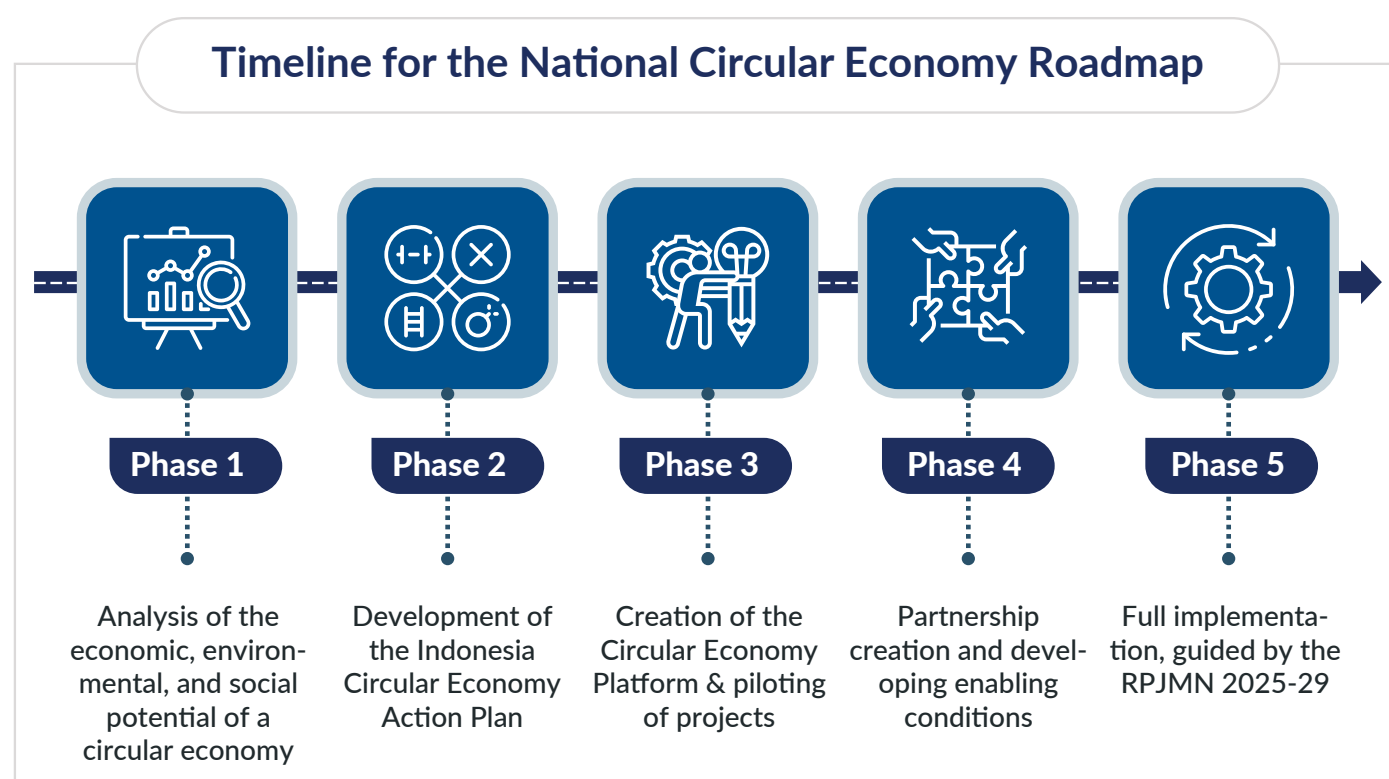 Timeline for the National Circular Economy Roadmap
Phase 1
Phase 2
Phase 3
Phase 4
Phase 5
Analysis of the
economic, environ-
mental, and social
potential of a
circular economy
Development of
the Indonesia
Circular Economy
Action Plan
Creation of the
Circular Economy
Platform & piloting
of projects
Partnership
creation and devel-
oping enabling
conditions
Full implementa-
tion, guided by the
RPJMN 2025-29